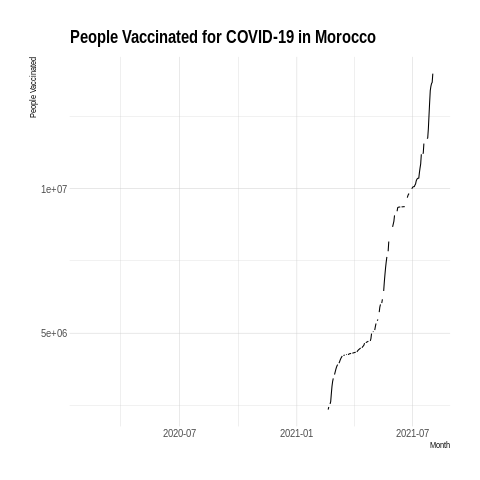 People Vaccinated for COVID-19 in Morocco
People Vaccinated
1e+07
5e+06
2020-07
2021-01
2021-07
Month